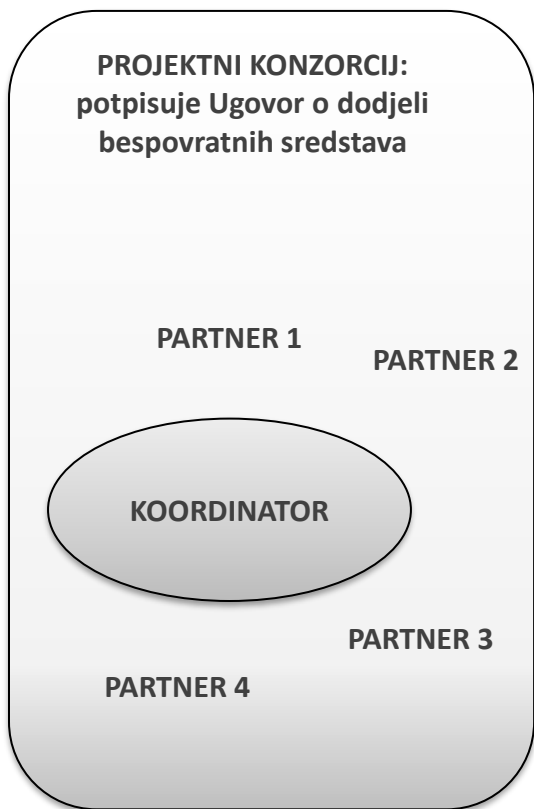 PROJEKTNI KONZORCIJ:
potpisuje Ugovor o dodjeli
bespovratnih sredstava
PARTNER 1
PARTNER 2
KOORDINATOR
PARTNER 3
PARTNER 4